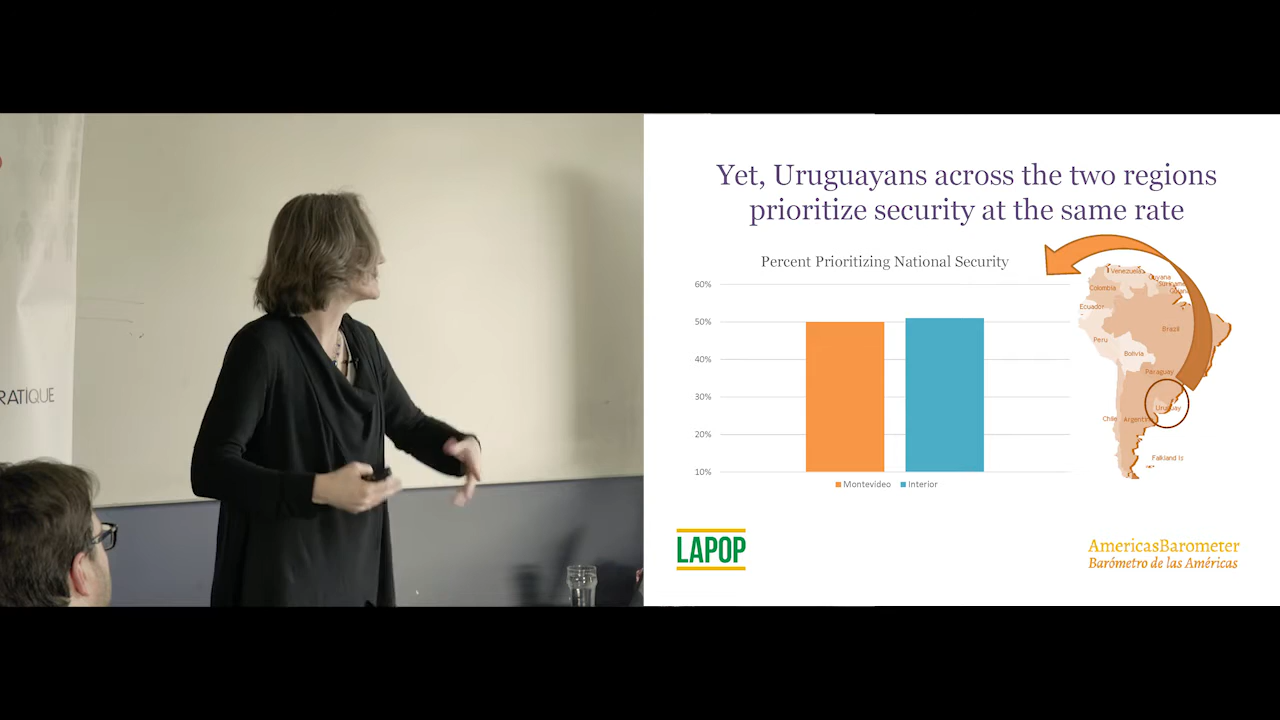 RATIQUE
Yet, Uruguayans across the two regions
prioritize security at the same rate
Percent Prioritizing National Security
60%
50%
40%
30%
20%
10%
Montevideo
Interior
Venezuela
Guyana
Suriname
Colombia
Ecuador
Brazil
Peru
Bolivia
Paraguay
Uruguay
Chile
Argentin
Falkland Is
LAPOP
AmericasBarometer
Barómetro de las Américas